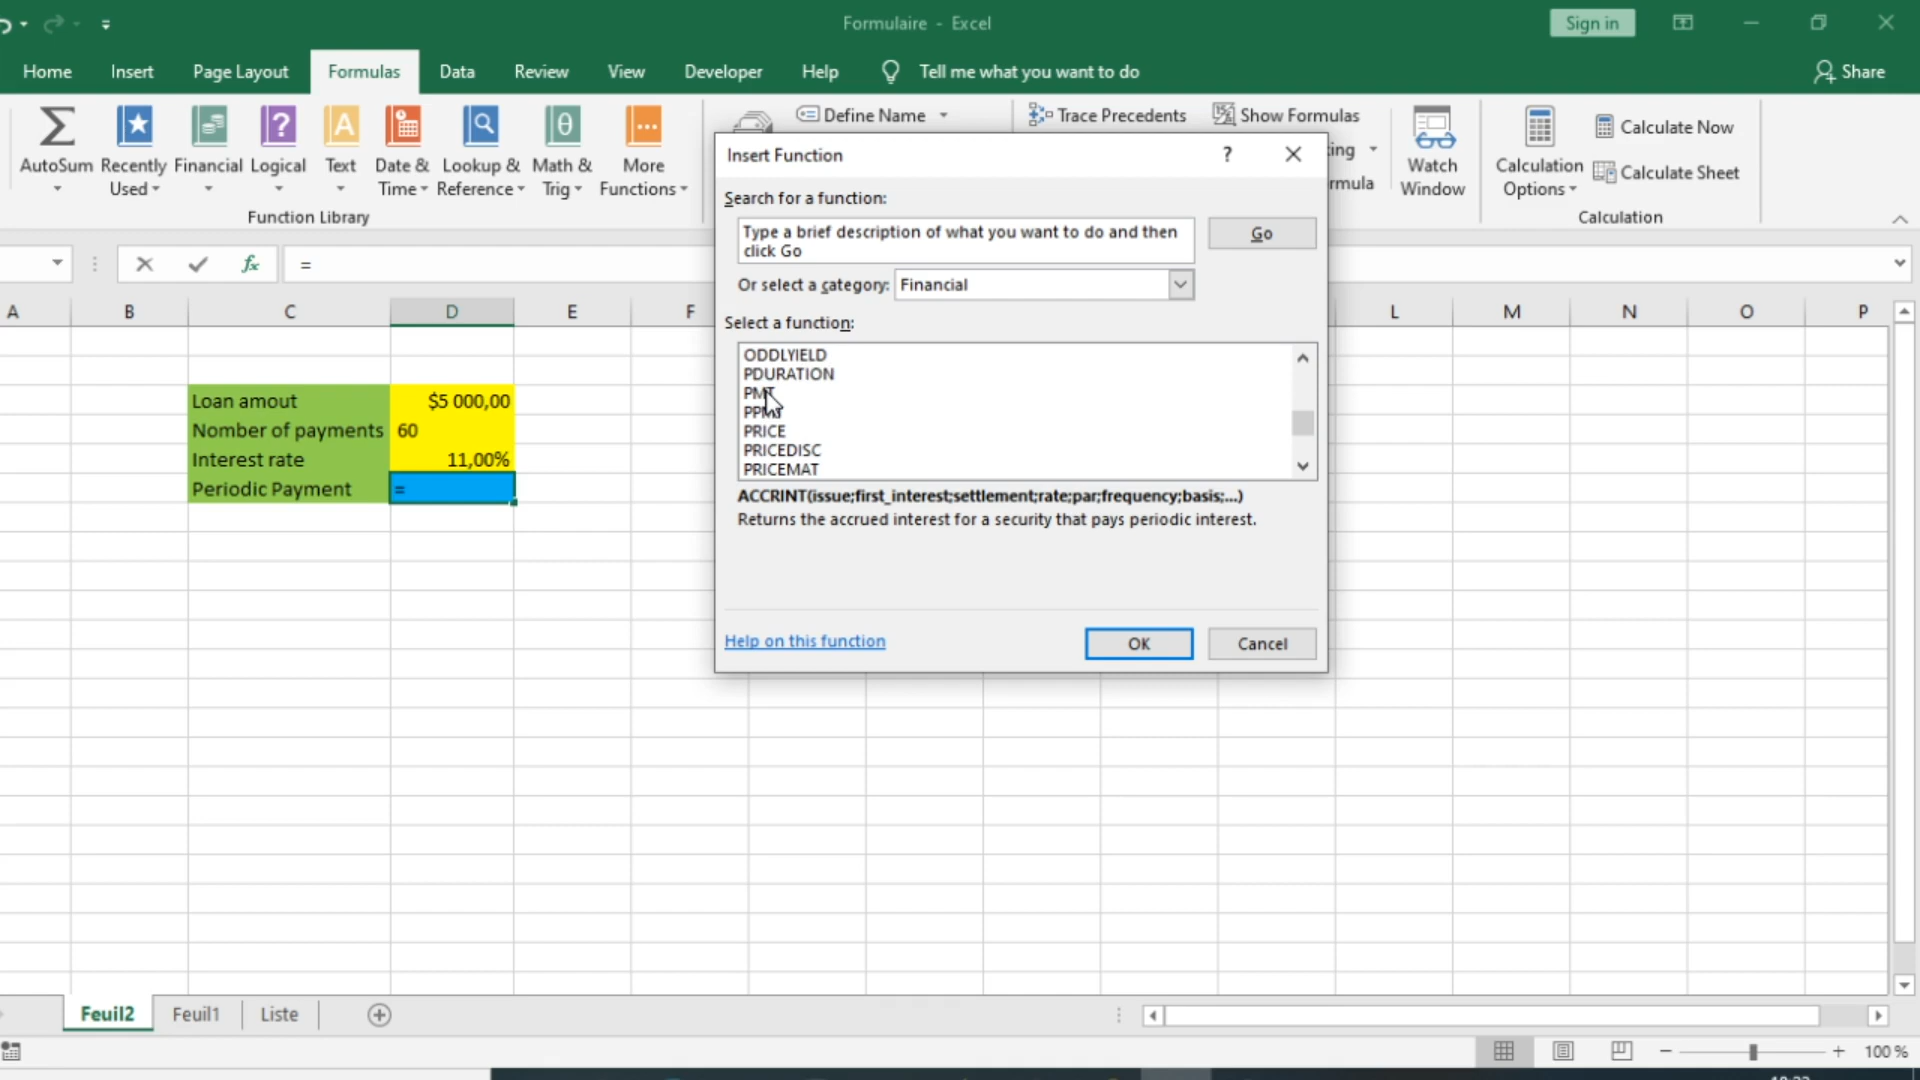 Formulaire - Excel
Sign in
Home Insert Page Layout Formulas Data Review View Developer Help Tell me what you want to do Share
AutoSum
Recently Used
Financial
Logical
Text
Date & Time
Lookup & Reference
Math & Trig
More Functions
Function Library
Define Name
Trace Precedents
Show Formulas
Watch Window
Calculation Options
Calculate Now
Calculate Sheet
Calculation
fx =
A B C D E F L M N O P
Loan amout $5 000,00
Nomber of payments 60
Interest rate 11,00%
Periodic Payment =
Insert Function ?
Search for a function:
Type a brief description of what you want to do and then
click Go
Go
Or select a category: Financial
Select a function:
ODDLYIELD
PDURATION
PMT
PPMT
PRICE
PRICEDISC
PRICEMAT
ACCRINT(issue;first_interest;settlement;rate;par;frequency;basis;...)
Returns the accrued interest for a security that pays periodic interest.
Help on this function
OK Cancel
Feuil2 Feuil1 Liste
100 %